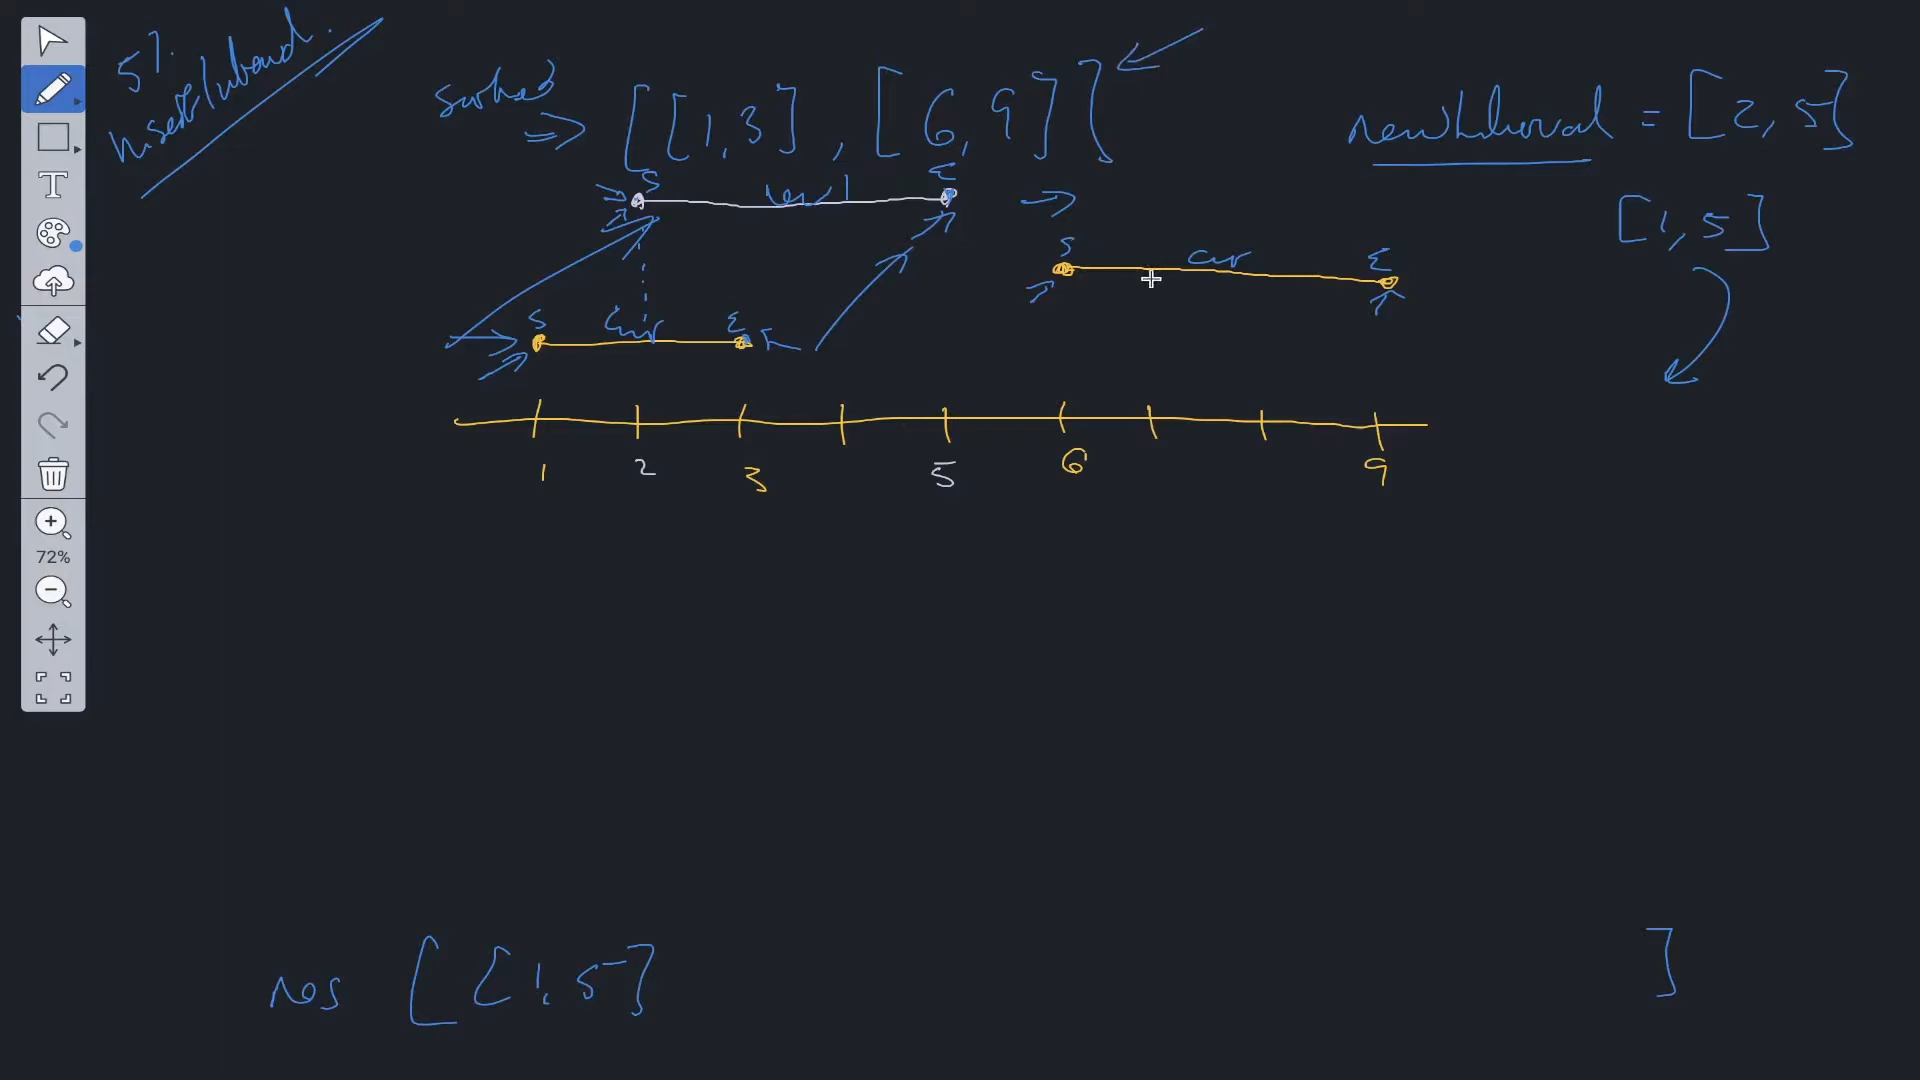 57.
Insert Interval.
sorted
=> [[1,3], [6,9]]
newInterval = [2,5]
S new E
[1,5]
S cur E
S cur E
1 2 3 5 6 9
72%
res [[1,5] ]